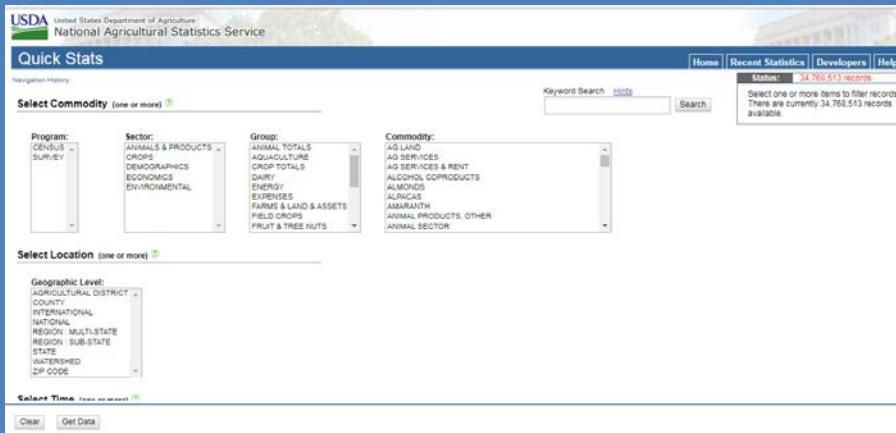 USDA United States Department of Agriculture
National Agricultural Statistics Service
Quick Stats
Home Recent Statistics Developers Help
Navigation History:
Status: 34,768,513 records
Select one or more items to filter records.
There are currently 34,768,513 records
available.
Keyword Search Hints
Search
Select Commodity (one or more)
Program:
CENSUS
SURVEY
Sector:
ANIMALS & PRODUCTS
CROPS
DEMOGRAPHICS
ECONOMICS
ENVIRONMENTAL
Group:
ANIMAL TOTALS
AQUACULTURE
CROP TOTALS
DAIRY
ENERGY
EXPENSES
FARMS & LAND & ASSETS
FIELD CROPS
FRUIT & TREE NUTS
Commodity:
AG LAND
AG SERVICES
AG SERVICES & RENT
ALCOHOL COPRODUCTS
ALMONDS
ALPACAS
AMARANTH
ANIMAL PRODUCTS, OTHER
ANIMAL SECTOR
Select Location (one or more)
Geographic Level:
AGRICULTURAL DISTRICT
COUNTY
INTERNATIONAL
NATIONAL
REGION : MULTI-STATE
REGION : SUB-STATE
STATE
WATERSHED
ZIP CODE
Select Time (one or more)
Clear Get Data